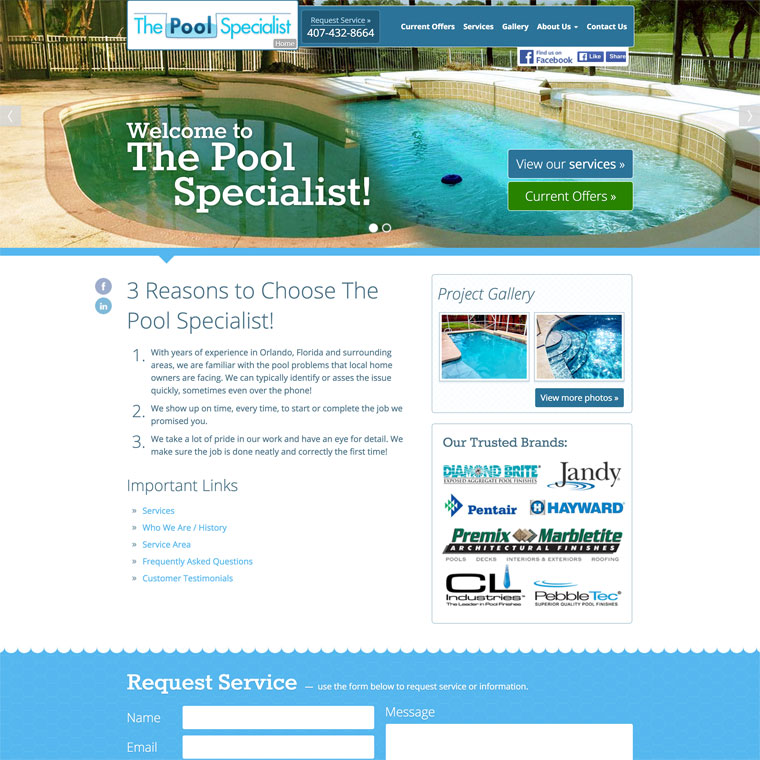 The Pool Specialist
Home
Request Service »
407-432-8664
Current Offers Services Gallery About Us Contact Us
Find us on
Facebook
Like Share
Welcome to
The Pool
Specialist!
View our services »
Current Offers »
3 Reasons to Choose The
Pool Specialist!
1. With years of experience in Orlando, Florida and surrounding
areas, we are familiar with the pool problems that local home
owners are facing. We can typically identify or asses the issue
quickly, sometimes even over the phone!
2. We show up on time, every time, to start or complete the job we
promised you.
3. We take a lot of pride in our work and have an eye for detail. We
make sure the job is done neatly and correctly the first time!
Important Links
» Services
» Who We Are / History
» Service Area
» Frequently Asked Questions
» Customer Testimonials
Project Gallery
View more photos »
Our Trusted Brands:
DIAMOND BRITE
EXPOSED AGGREGATE POOL FINISHES
Jandy
Pentair
HAYWARD
Premix Marbletite
ARCHITECTURAL FINISHES
POOLS DECKS INTERIORS & EXTERIORS ROOFING
CL
Industries
The Leader in Pool Finishes
PebbleTec
SUPERIOR QUALITY POOL FINISHES
Request Service — use the form below to request service or information.
Name
Email
Message